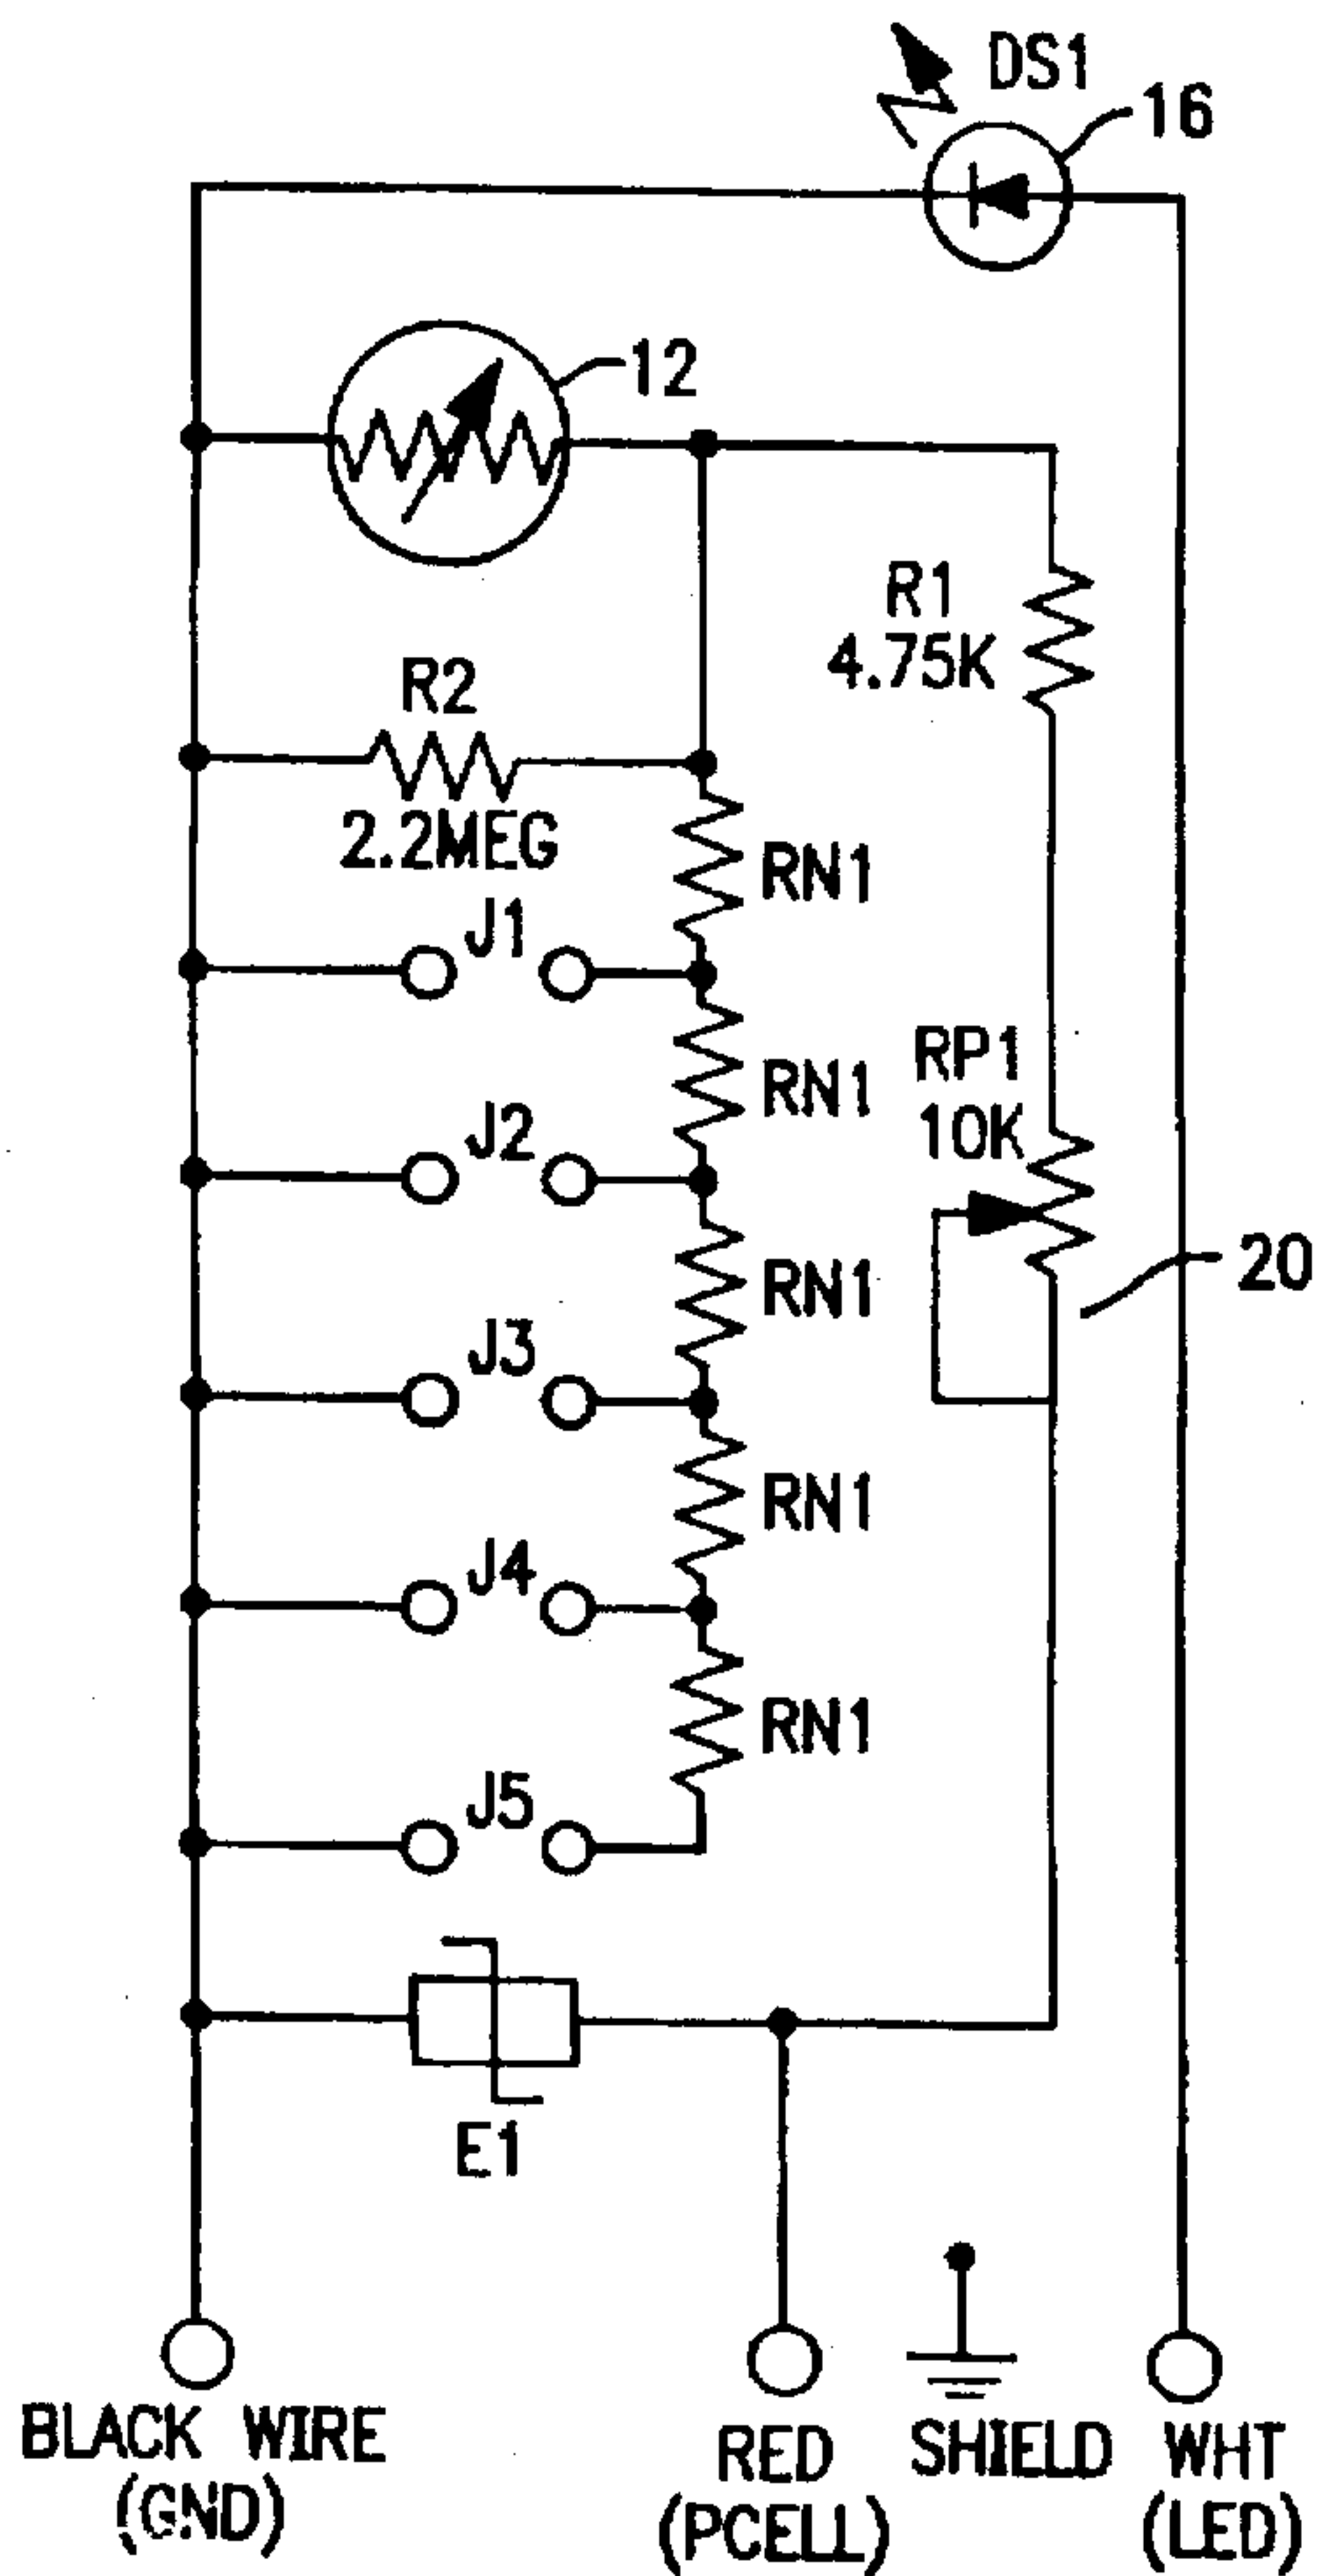 DS1
16
12
R1
4.75K
R2
2.2MEG
RN1
J1
RP1
10K
RN1
J2
20
RN1
J3
RN1
J4
RN1
J5
E1
BLACK WIRE
(GND)
RED
(PCELL)
SHIELD
WHT
(LED)